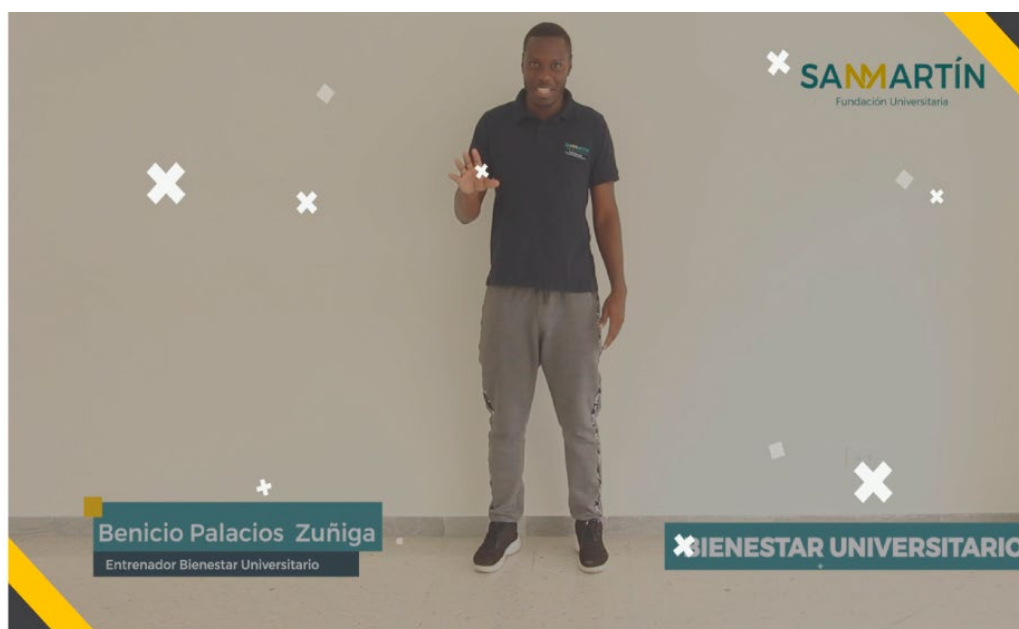 SANMARTÍN
Fundación Universitaria
Benicio Palacios Zuñiga
Entrenador Bienestar Universitario
BIENESTAR UNIVERSITARIO